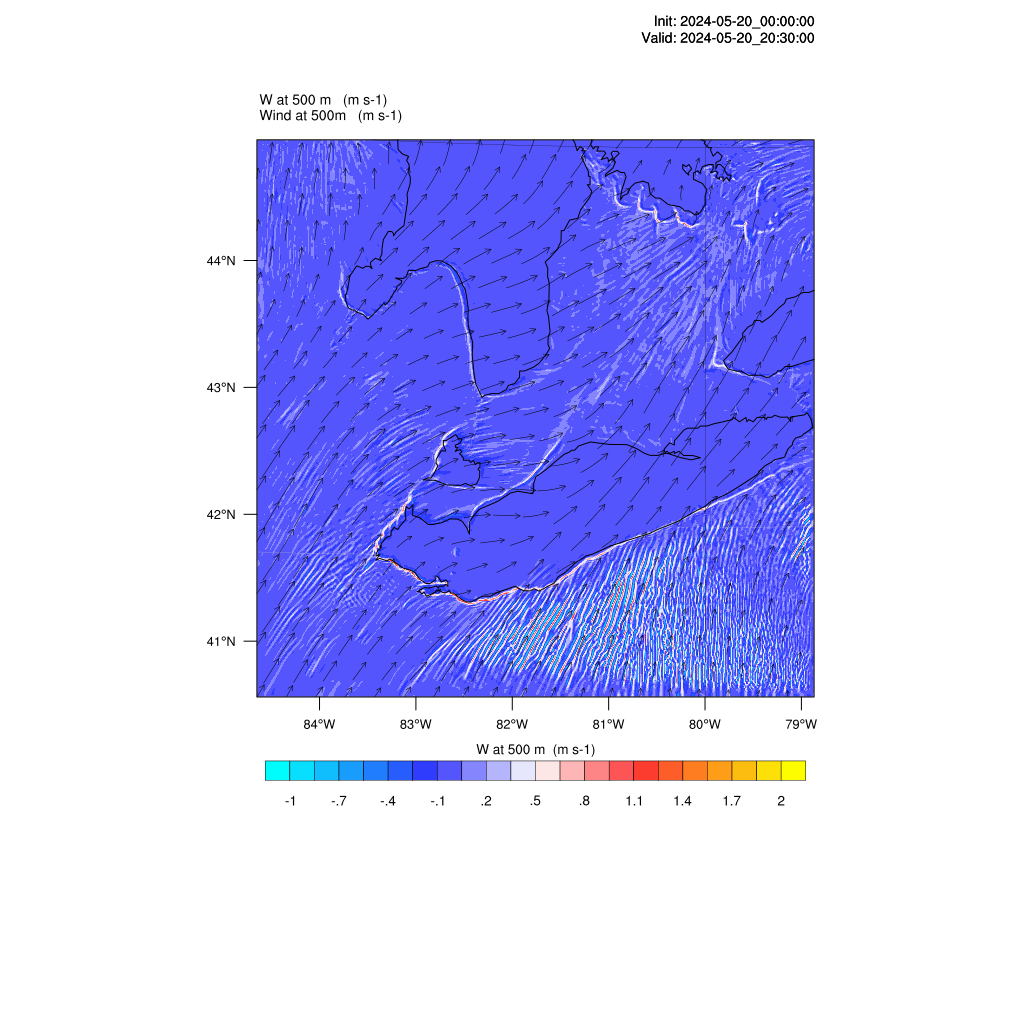 Init: 2024-05-20_00:00:00
Valid: 2024-05-20_20:30:00
W at 500 m (m s-1)
Wind at 500m (m s-1)
44°N
43°N
42°N
41°N
84°W 83°W 82°W 81°W 80°W 79°W
W at 500 m (m s-1)
-1 -.7 -.4 -.1 .2 .5 .8 1.1 1.4 1.7 2